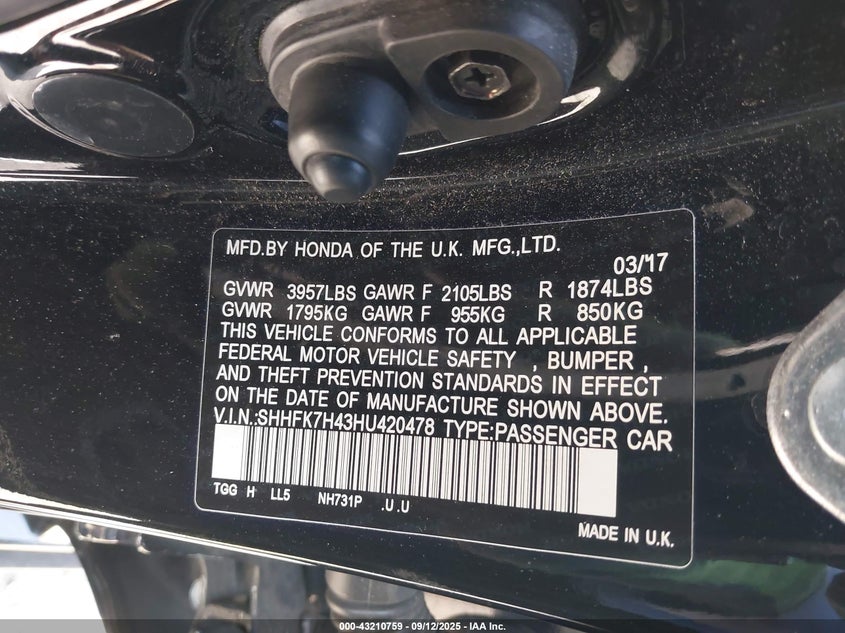 MFD.BY HONDA OF THE U.K. MFG.,LTD.
03/'17
GVWR 3957LBS GAWR F 2105LBS R 1874LBS
GVWR 1795KG GAWR F 955KG R 850KG
THIS VEHICLE CONFORMS TO ALL APPLICABLE
FEDERAL MOTOR VEHICLE SAFETY , BUMPER ,
AND THEFT PREVENTION STANDARDS IN EFFECT
ON THE DATE OF MANUFACTURE SHOWN ABOVE.
V.I.N.:SHHFK7H43HU420478 TYPE:PASSENGER CAR
TGG H LL5 NH731P .U .U
MADE IN U.K.
000-43210759 - 09/12/2025 - IAA Inc.